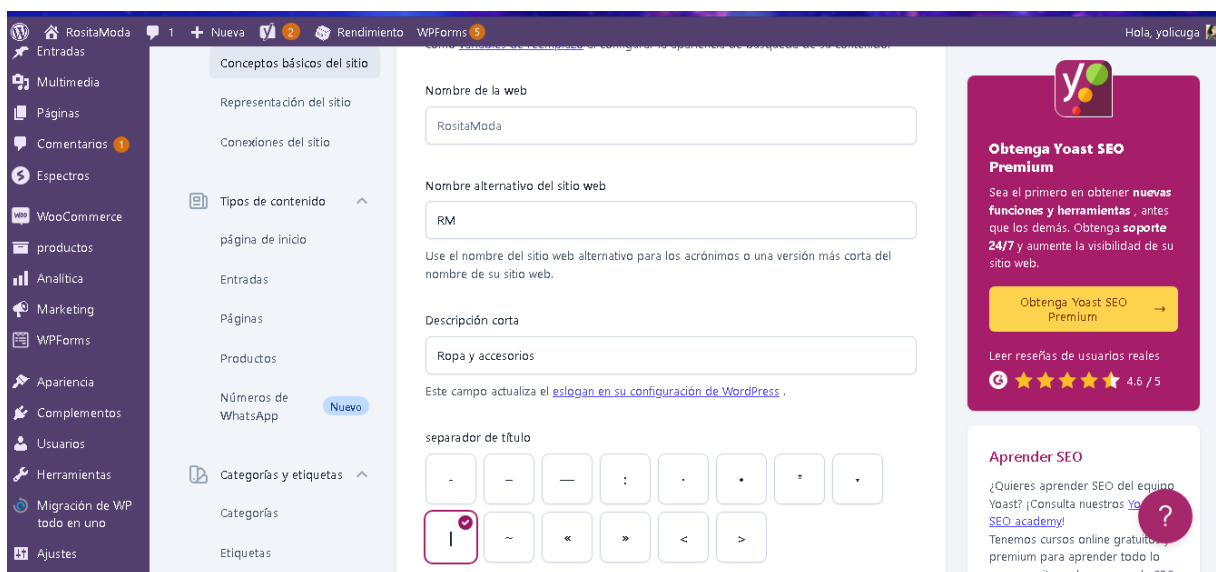 RositaModa 1 + Nueva 2 Rendimiento WPForms 5 Hola, yolicuga
Entradas
Multimedia
Páginas
Comentarios 1
Espectros
WooCommerce
productos
Analítica
Marketing
WPForms
Apariencia
Complementos
Usuarios
Herramientas
Migración de WP
todo en uno
Ajustes
Conceptos básicos del sitio
Representación del sitio
Conexiones del sitio
Tipos de contenido
página de inicio
Entradas
Páginas
Productos
Números de
WhatsApp
Nuevo
Categorías y etiquetas
Categorías
Etiquetas
Nombre de la web
RositaModa
Nombre alternativo del sitio web
RM
Use el nombre del sitio web alternativo para los acrónimos o una versión más corta del
nombre de su sitio web.
Descripción corta
Ropa y accesorios
Este campo actualiza el eslogan en su configuración de WordPress .
separador de título
- – — : · • * ⋆
| ~ « » < >
y
Obtenga Yoast SEO
Premium
Sea el primero en obtener nuevas
funciones y herramientas , antes
que los demás. Obtenga soporte
24/7 y aumente la visibilidad de su
sitio web.
Obtenga Yoast SEO
Premium →
Leer reseñas de usuarios reales
4.6 / 5
Aprender SEO
¿Quieres aprender SEO del equipo
Yoast? ¡Consulta nuestros
SEO academy!
Tenemos cursos online gratuitos y
premium para aprender todo lo
?